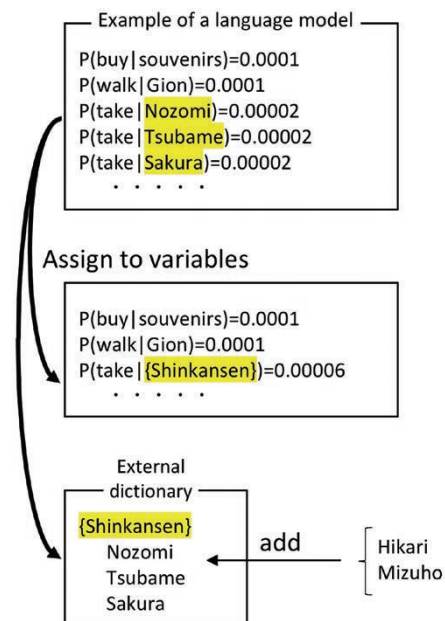 Example of a language model
P(buy|souvenirs)=0.0001
P(walk|Gion)=0.0001
P(take|Nozomi)=0.00002
P(take|Tsubame)=0.00002
P(take|Sakura)=0.00002
· · · · ·
Assign to variables
P(buy|souvenirs)=0.0001
P(walk|Gion)=0.0001
P(take|{Shinkansen})=0.00006
· · · · ·
External
dictionary
{Shinkansen}
Nozomi
Tsubame
Sakura
add
Hikari
Mizuho